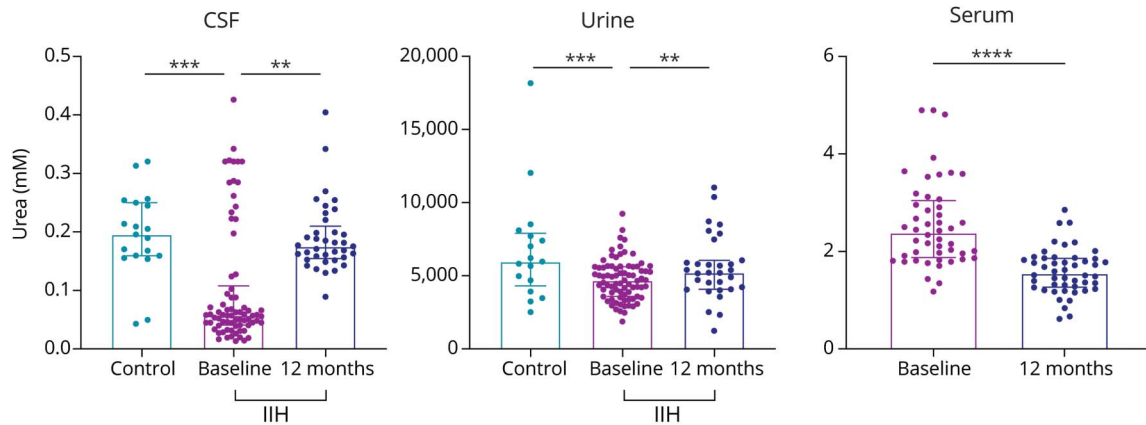 CSF
Urea (mM)
0.5
0.4
0.3
0.2
0.1
0.0
***
**
Control
Baseline
12 months
IIH
Urine
20,000
15,000
10,000
5,000
0
***
**
Control
Baseline
12 months
IIH
Serum
6
4
2
0
****
Baseline
12 months